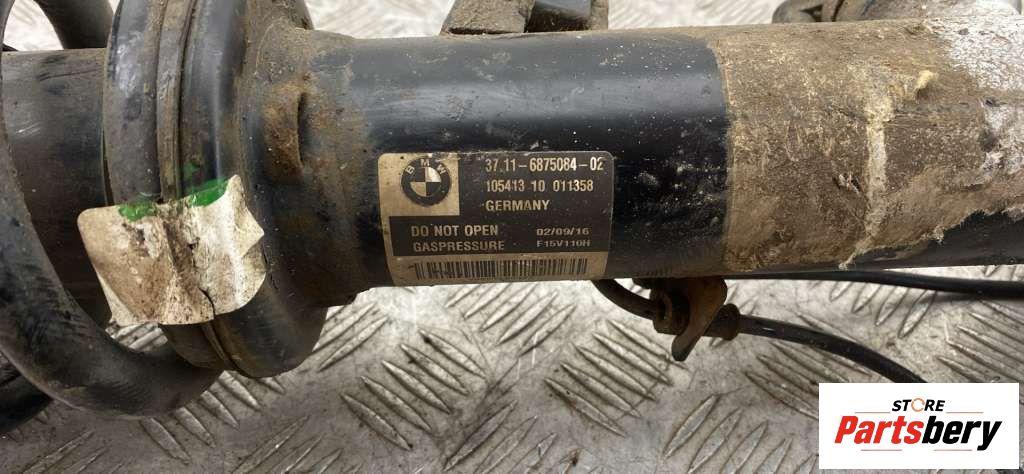 BMW
37.11-6875084-02
105413 10 011358
GERMANY
DO NOT OPEN 02/09/16
GASPRESSURE F15V110H
STORE
Partsbery